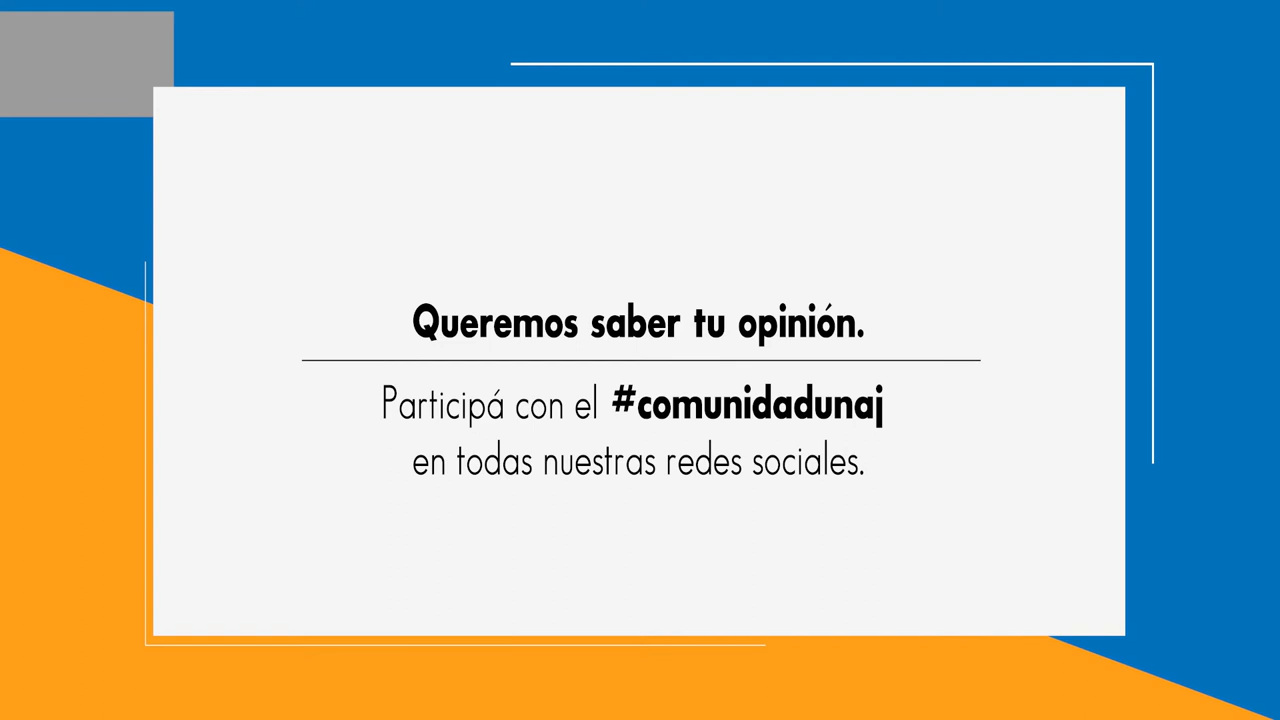 Queremos saber tu opinión.
Participá con el #comunidadunaj
en todas nuestras redes sociales.